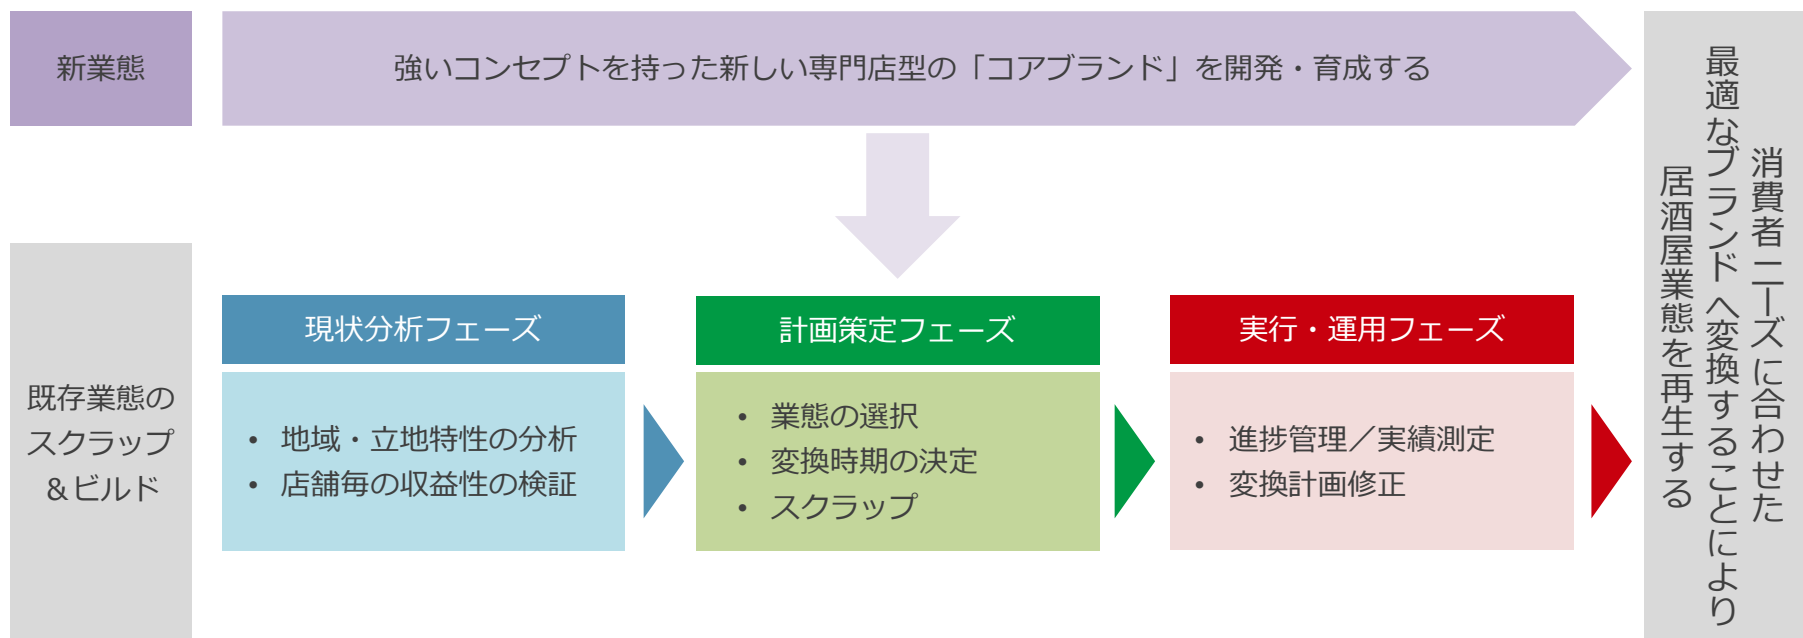 新業態
強いコンセプトを持った新しい専門店型の「コアブランド」を開発・育成する
既存業態の
スクラップ
&ビルド
現状分析フェーズ
• 地域・立地特性の分析
• 店舗毎の収益性の検証
計画策定フェーズ
• 業態の選択
• 変換時期の決定
• スクラップ
実行・運用フェーズ
• 進捗管理／実績測定
• 変換計画修正
消費者ニーズに合わせた
最適なブランドへ変換することにより
居酒屋業態を再生する